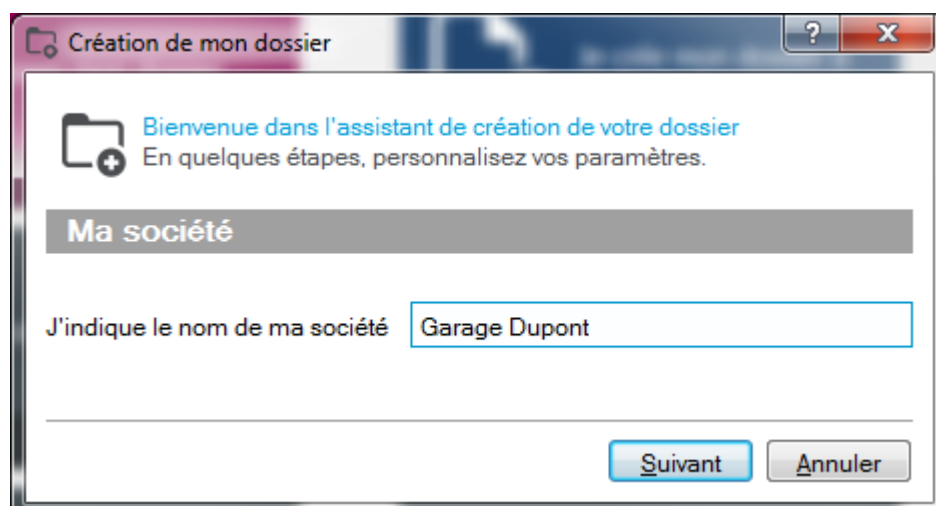 Création de mon dossier
Bienvenue dans l'assistant de création de votre dossier
En quelques étapes, personnalisez vos paramètres.
Ma société
J'indique le nom de ma société Garage Dupont
Suivant Annuler